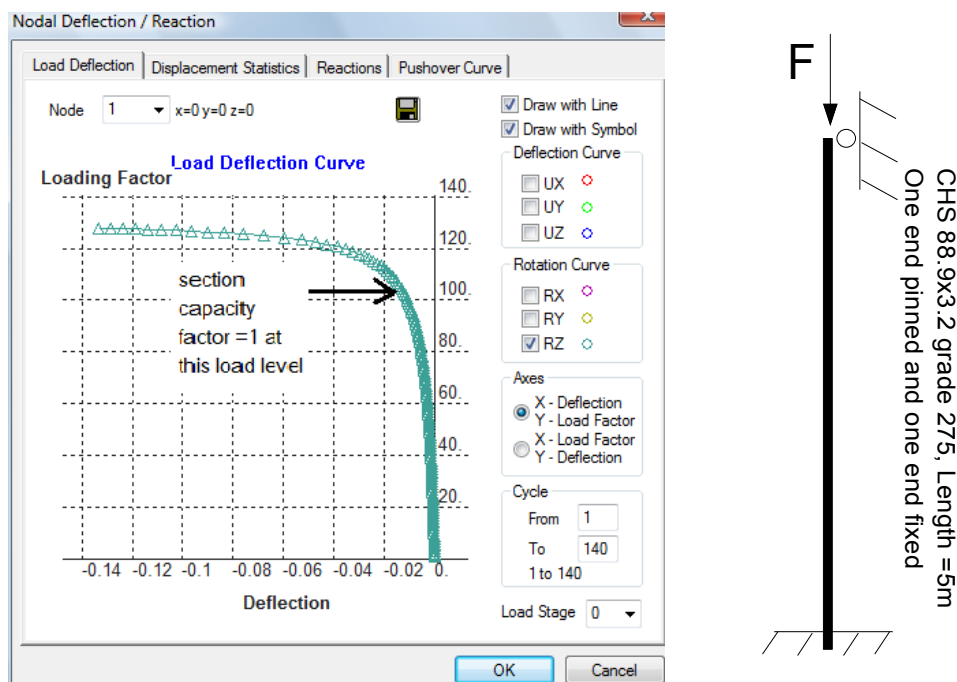 Nodal Deflection / Reaction
Load Deflection
Displacement Statistics
Reactions
Pushover Curve
Node
1
x=0 y=0 z=0
Load Deflection Curve
Loading Factor
140.
120.
100.
80.
60.
40.
20.
section
capacity
factor =1 at
this load level
-0.14 -0.12 -0.1 -0.08 -0.06 -0.04 -0.02 0.
Deflection
Draw with Line
Draw with Symbol
Deflection Curve
UX
UY
UZ
Rotation Curve
RX
RY
RZ
Axes
X - Deflection
Y - Load Factor
X - Load Factor
Y - Deflection
Cycle
From 1
To 140
1 to 140
Load Stage 0
OK
Cancel
F
CHS 88.9x3.2 grade 275, Length =5m
One end pinned and one end fixed